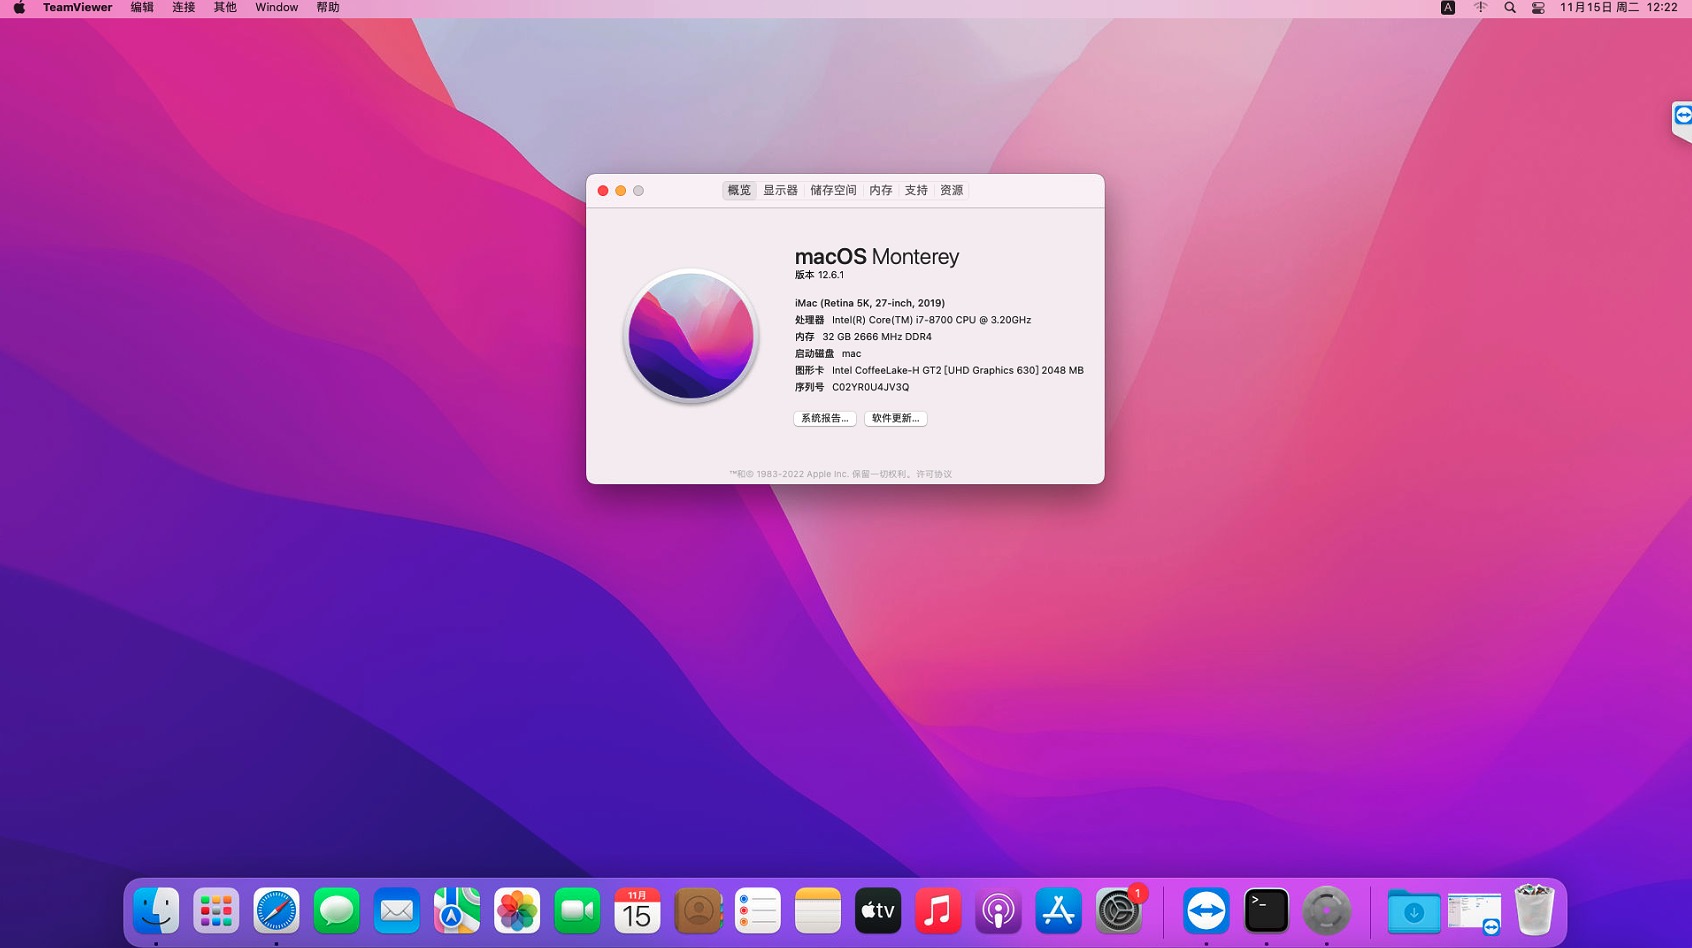 TeamViewer 编辑 连接 其他 Window 帮助
A 11月15日 周二 12:22
概览 显示器 储存空间 内存 支持 资源
macOS Monterey
版本 12.6.1
iMac (Retina 5K, 27-inch, 2019)
处理器 Intel(R) Core(TM) i7-8700 CPU @ 3.20GHz
内存 32 GB 2666 MHz DDR4
启动磁盘 mac
图形卡 Intel CoffeeLake-H GT2 [UHD Graphics 630] 2048 MB
序列号 C02YR0U4JV3Q
系统报告... 软件更新...
™和© 1983-2022 Apple Inc. 保留一切权利。许可协议
11月
15
tv
1
>_